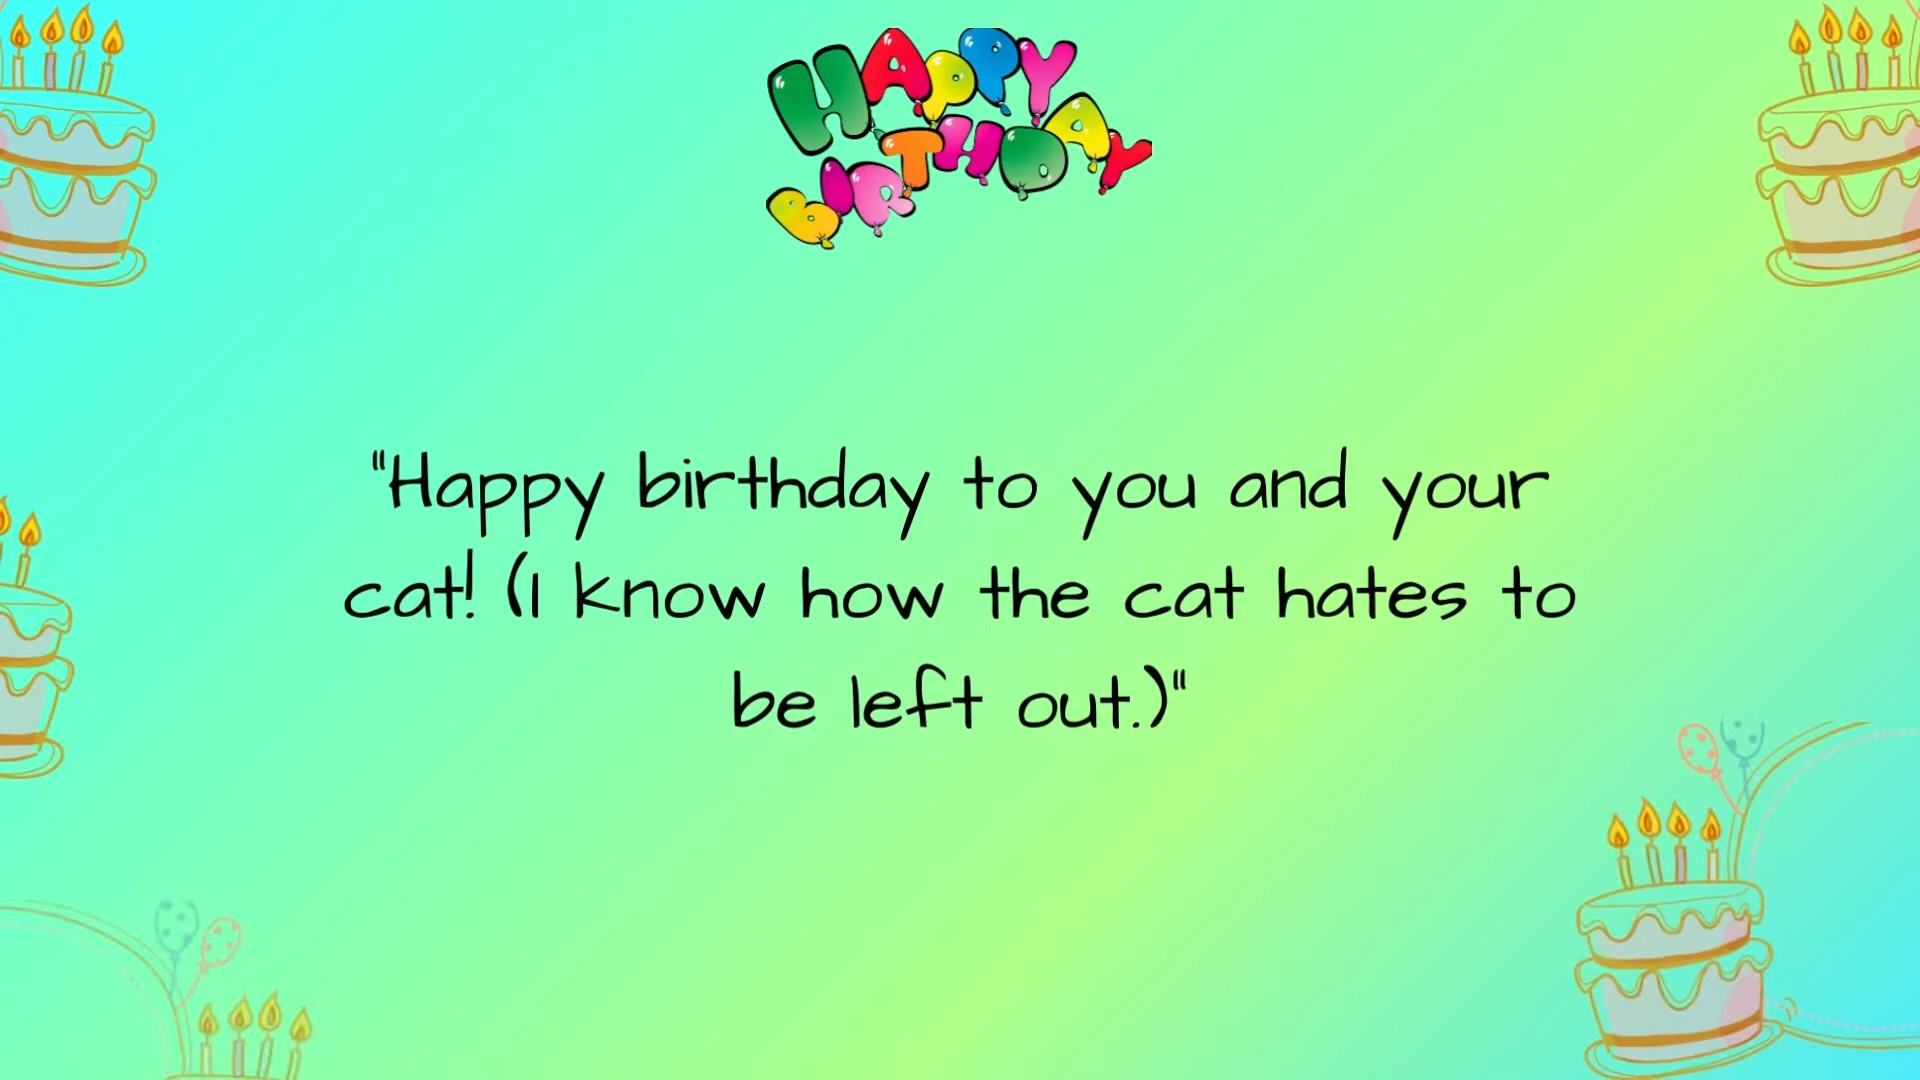 HAPPY
BIRTHDAY
"Happy birthday to you and your
cat! (I know how the cat hates to
be left out.)"